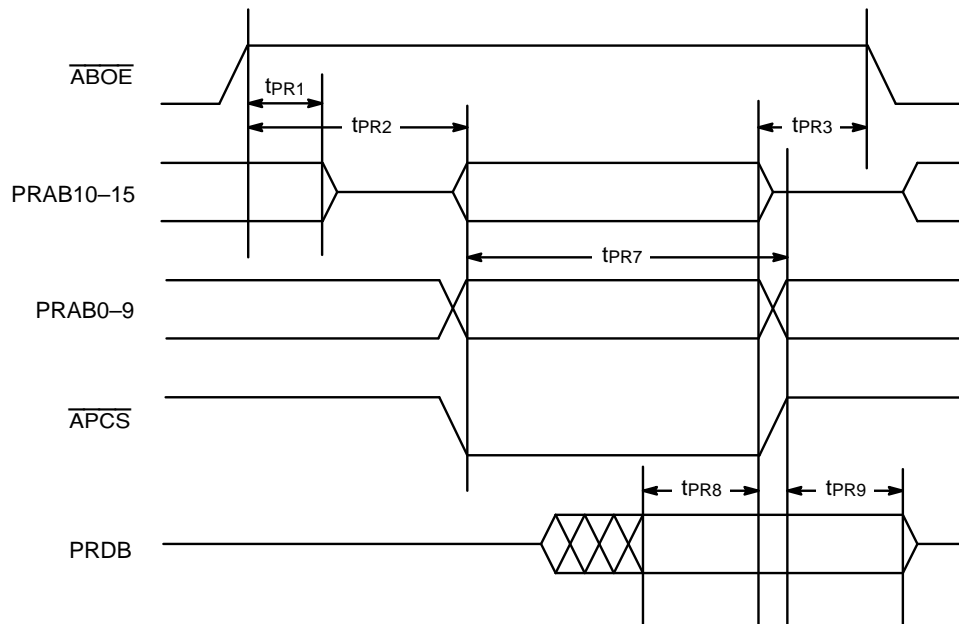 ABOE
tPR1
tPR2
tPR3
PRAB10–15
tPR7
PRAB0–9
APCS
tPR8
tPR9
PRDB